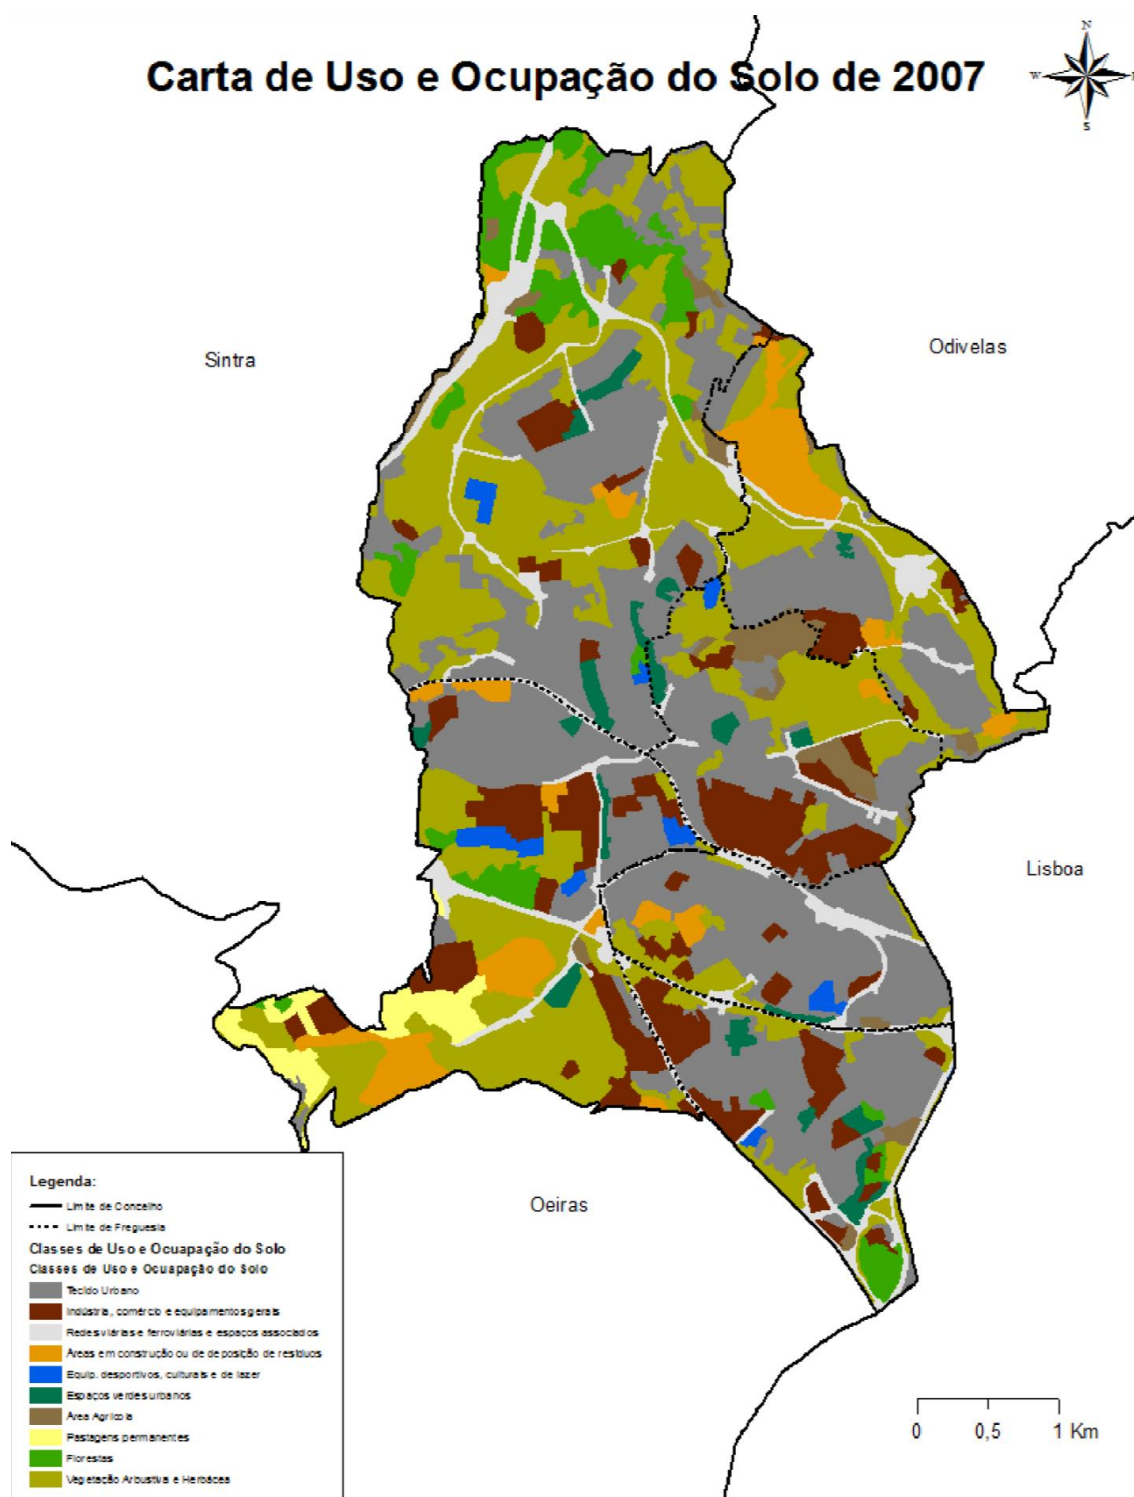 N
Carta de Uso e Ocupação do Solo de 2007
W
S
Sintra
Odivelas
Lisboa
Oeiras
Legenda:
Limite de Concelho
Limite de Freguesia
Classes de Uso e Ocuapação do Solo
Classes de Uso e Ocuapação do Solo
Tecido Urbano
Indústria, comércio e equipamentos gerais
Redes viárias e ferroviárias e espaços associados
Áreas em construção ou de deposição de resíduos
Equip. desportivos, culturais e de lazer
Espaços verdes urbanos
Área Agrícola
Pastagens permanentes
Florestas
Vegetação Arbustiva e Herbácea
0 0,5 1 Km